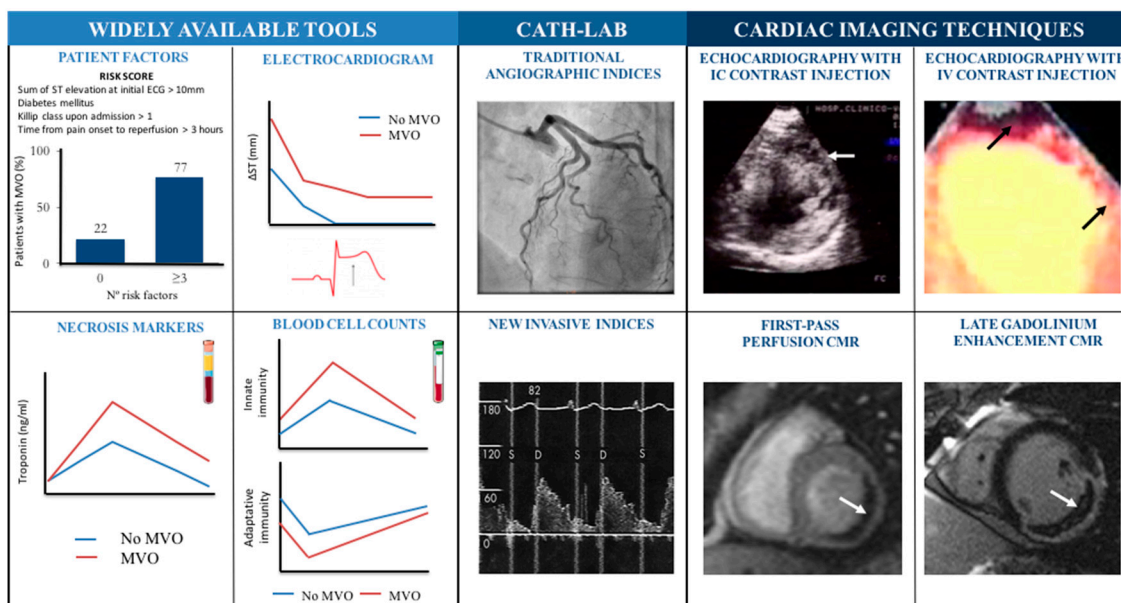 WIDELY AVAILABLE TOOLS
CATH-LAB
CARDIAC IMAGING TECHNIQUES
PATIENT FACTORS
RISK SCORE
Sum of ST elevation at initial ECG > 10mm
Diabetes mellitus
Killip class upon admission > 1
Time from pain onset to reperfusion > 3 hours
Patients with MVO (%)
100
50
0
22
77
0
≥3
Nº risk factors
ELECTROCARDIOGRAM
ΔST (mm)
No MVO
MVO
TRADITIONAL
ANGIOGRAPHIC INDICES
ECHOCARDIOGRAPHY WITH
IC CONTRAST INJECTION
HOSP.CLINICO-V
FC
ECHOCARDIOGRAPHY WITH
IV CONTRAST INJECTION
NECROSIS MARKERS
Troponin (ng/ml)
No MVO
MVO
BLOOD CELL COUNTS
Innate
immunity
Adaptative
immunity
No MVO
MVO
NEW INVASIVE INDICES
82
180
120
S D S D S
60
0
FIRST-PASS
PERFUSION CMR
LATE GADOLINIUM
ENHANCEMENT CMR